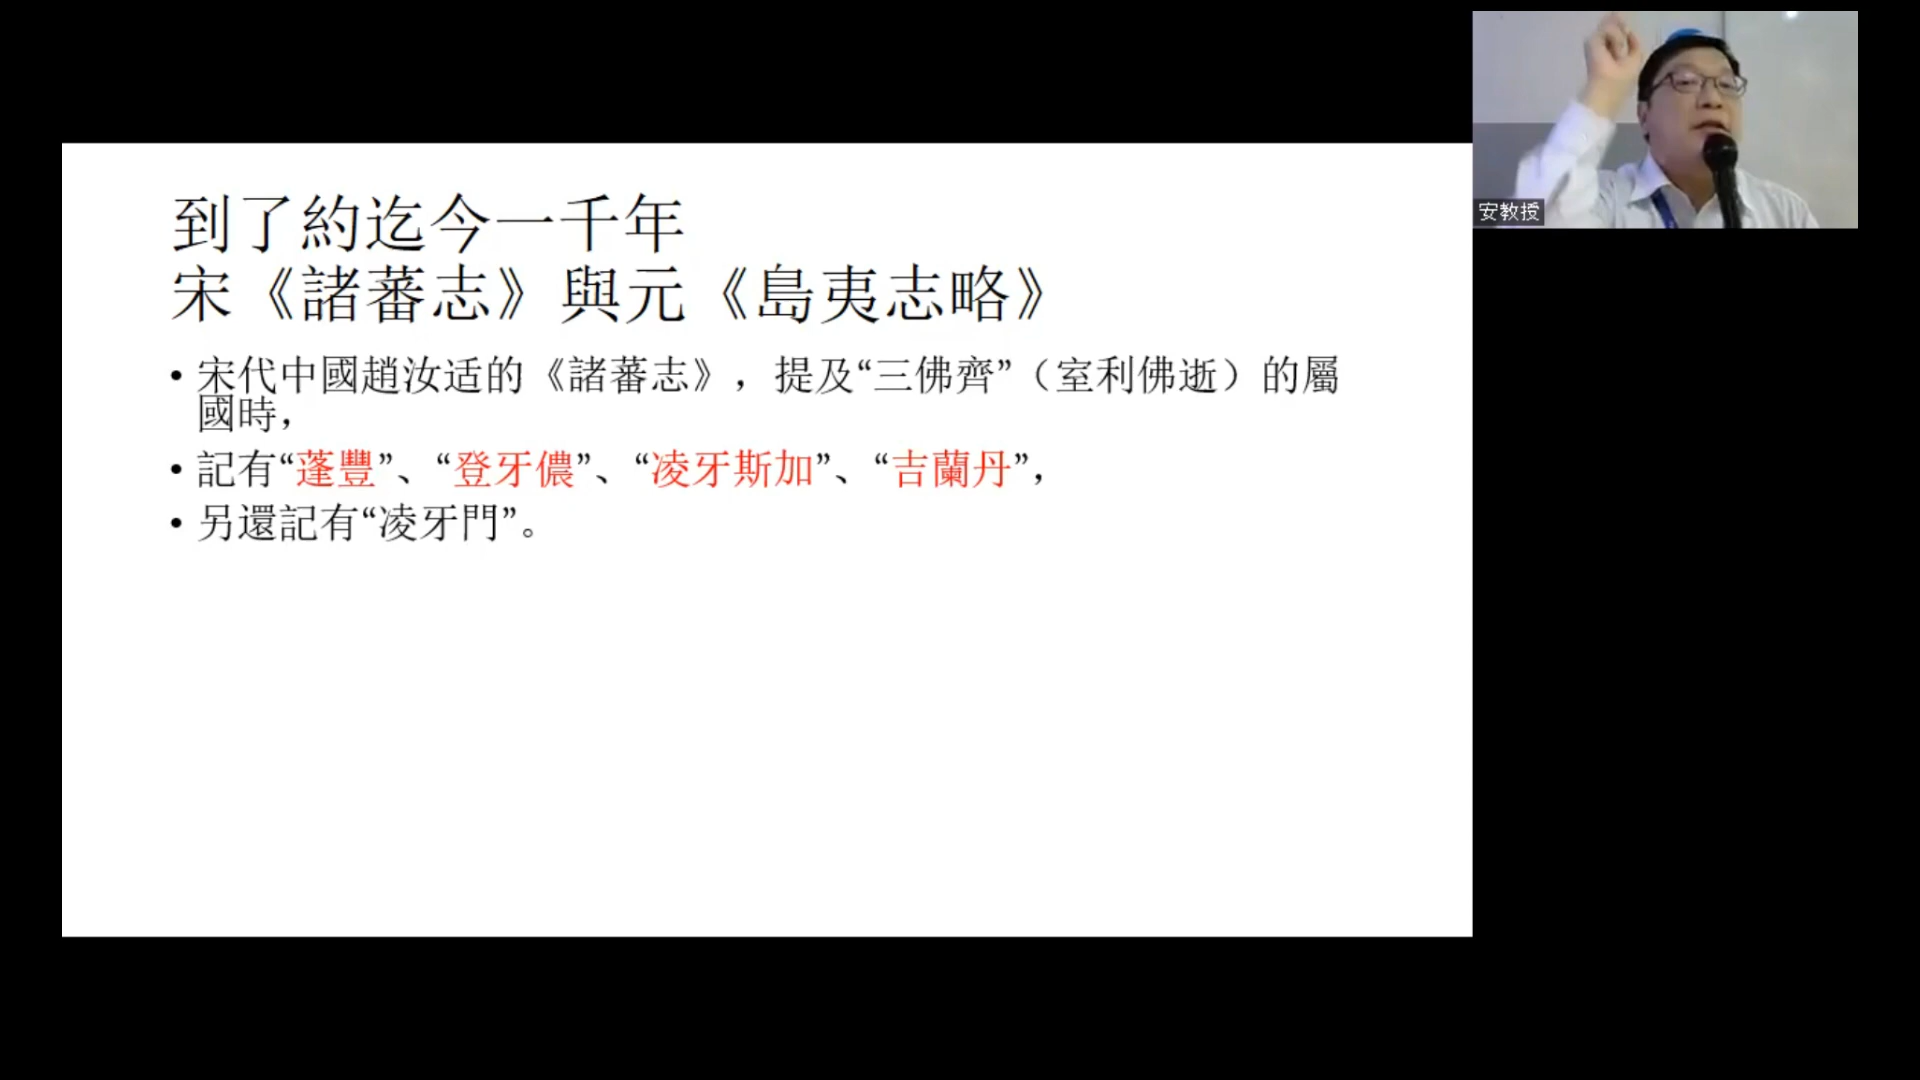 到了約迄今一千年
宋《諸蕃志》與元《島夷志略》
• 宋代中國趙汝适的《諸蕃志》，提及“三佛齊”（室利佛逝）的屬
國時，
• 記有“蓬豐”、“登牙儂”、“凌牙斯加”、“吉蘭丹”，
• 另還記有“凌牙門”。
安教授